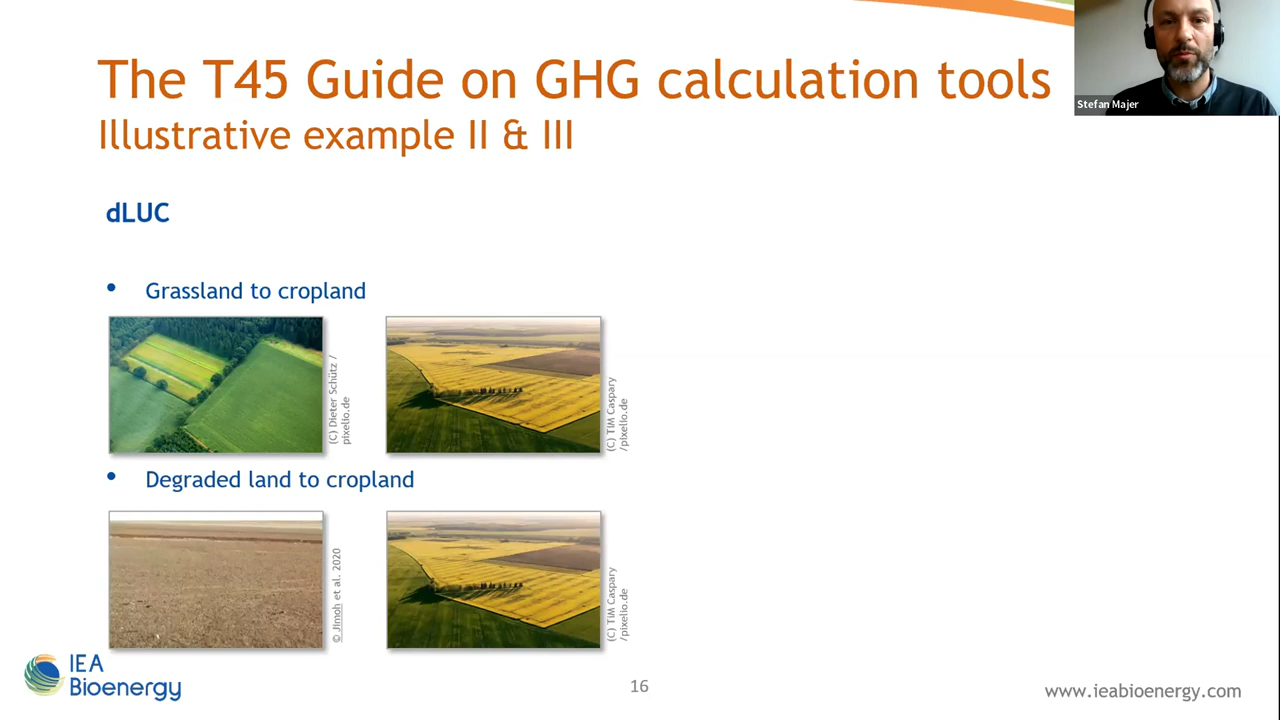 The T45 Guide on GHG calculation tools
Illustrative example II & III
Stefan Majer
dLUC
• Grassland to cropland
(C) Dieter Schütz /
pixelio.de
(C) TiM Caspary
/pixelio.de
• Degraded land to cropland
© Jimoh et al. 2020
(C) TiM Caspary
/pixelio.de
IEA
Bioenergy
16
www.ieabioenergy.com